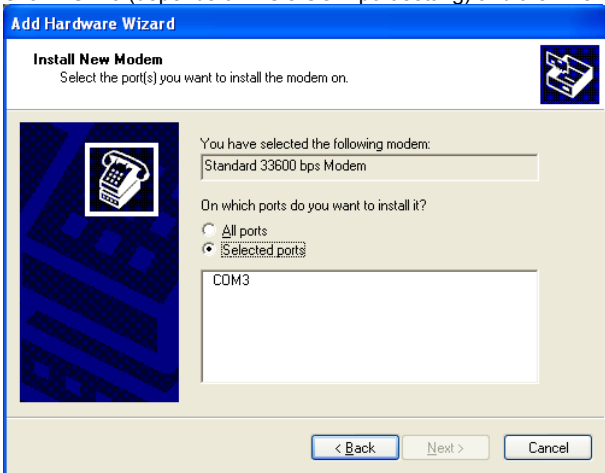 Add Hardware Wizard
Install New Modem
Select the port(s) you want to install the modem on.
You have selected the following modem:
Standard 33600 bps Modem
On which ports do you want to install it?
All ports
Selected ports
COM3
< Back
Next >
Cancel